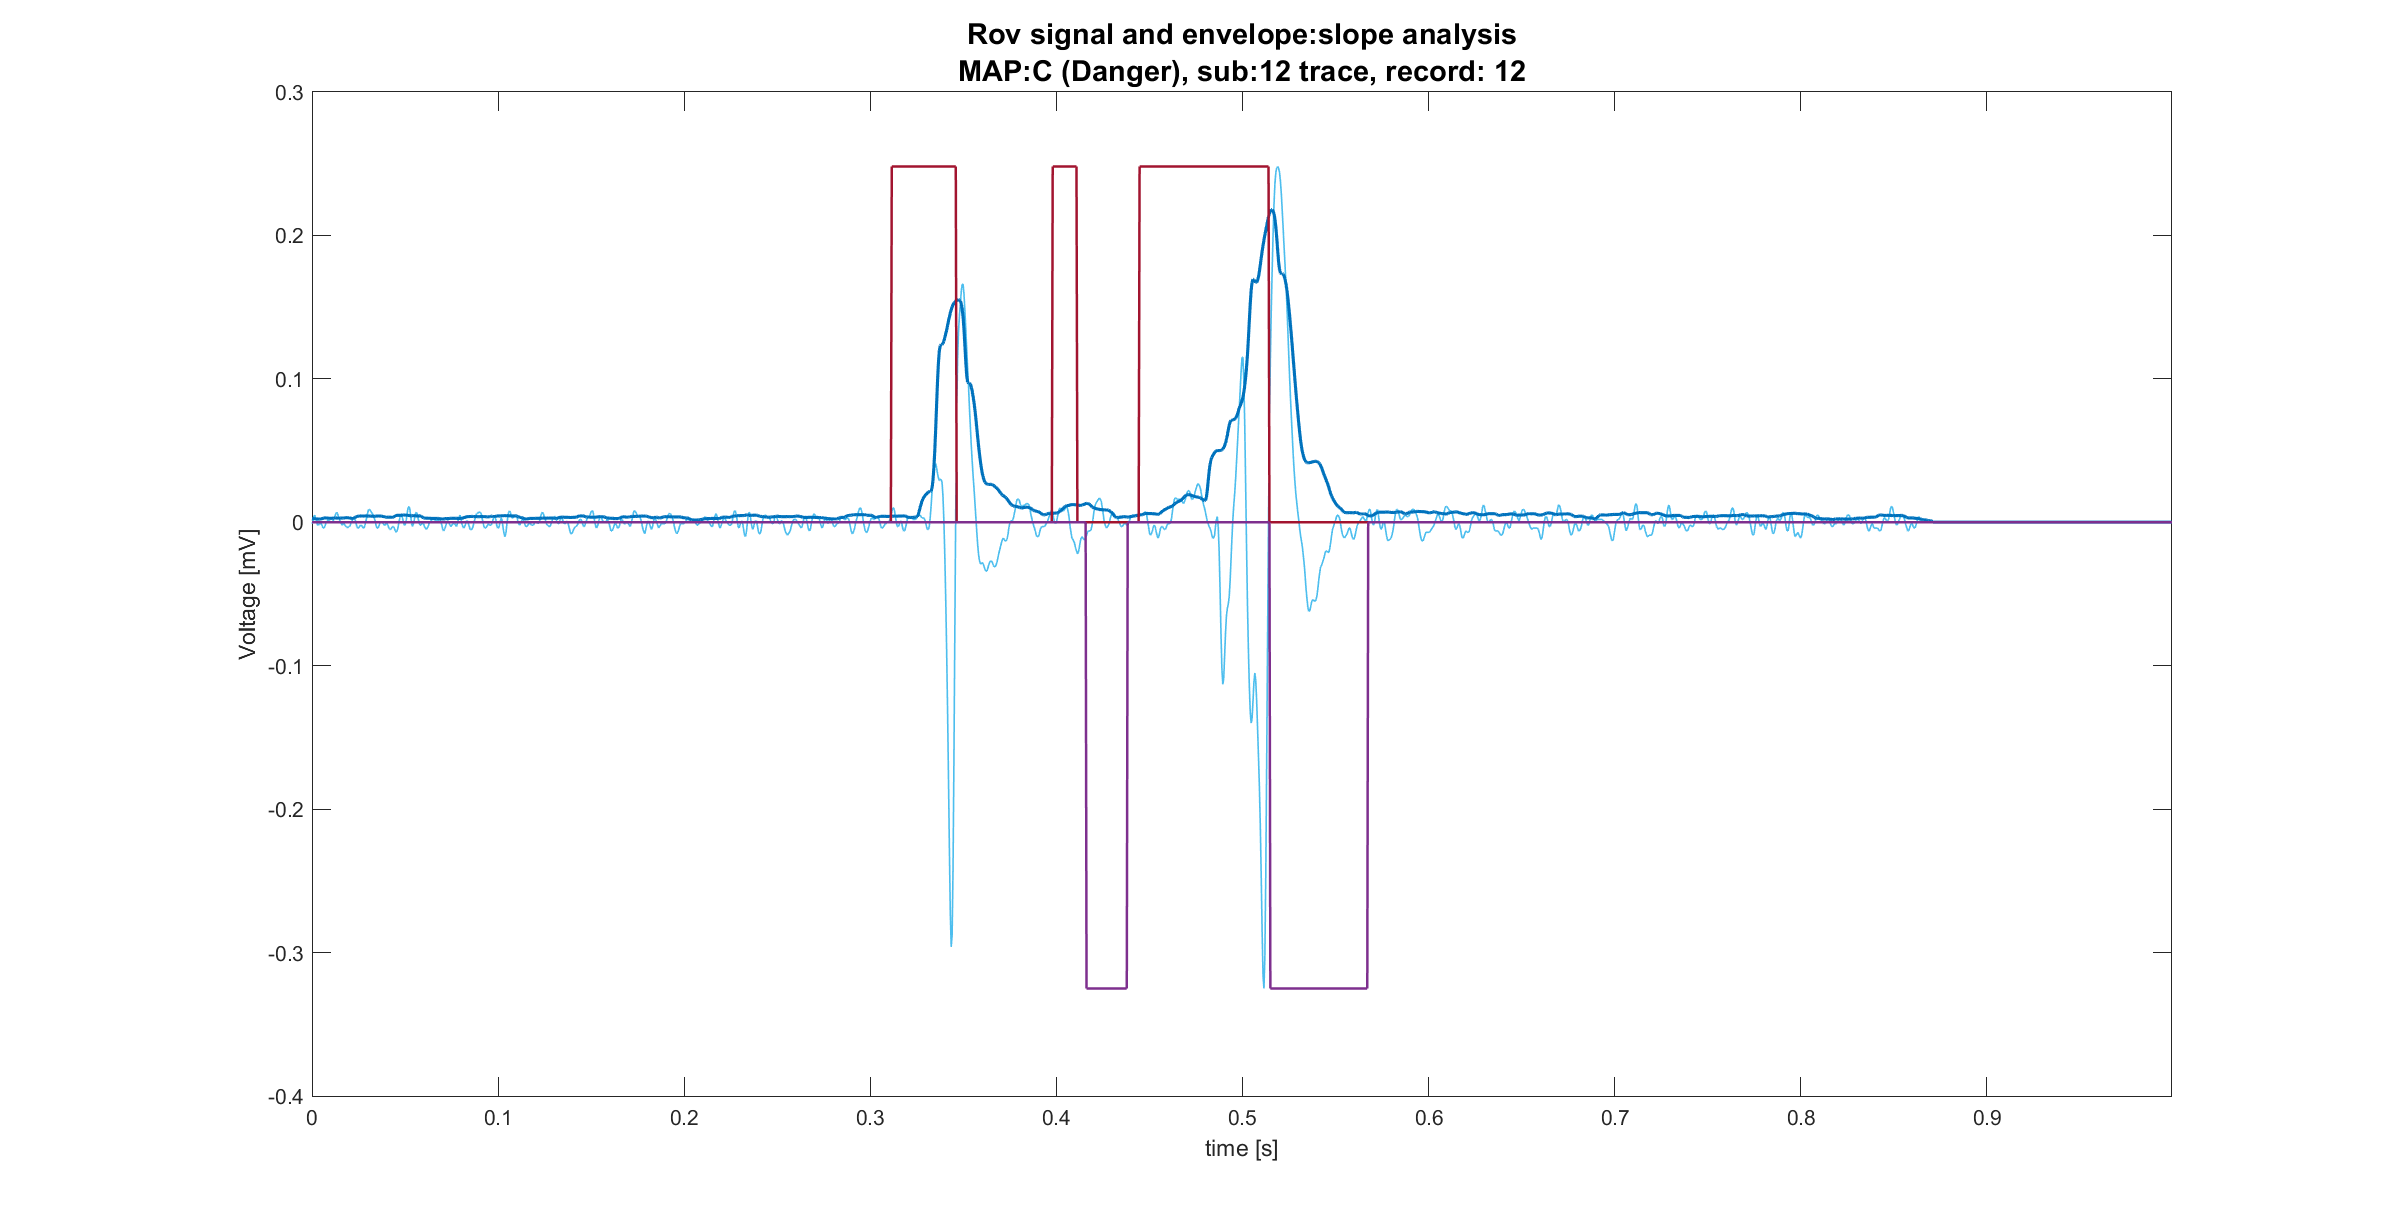 Rov signal and envelope:slope analysis
MAP:C (Danger), sub:12 trace, record: 12
0.3
0.2
0.1
0
-0.1
-0.2
-0.3
-0.4
Voltage [mV]
0 0.1 0.2 0.3 0.4 0.5 0.6 0.7 0.8 0.9
time [s]